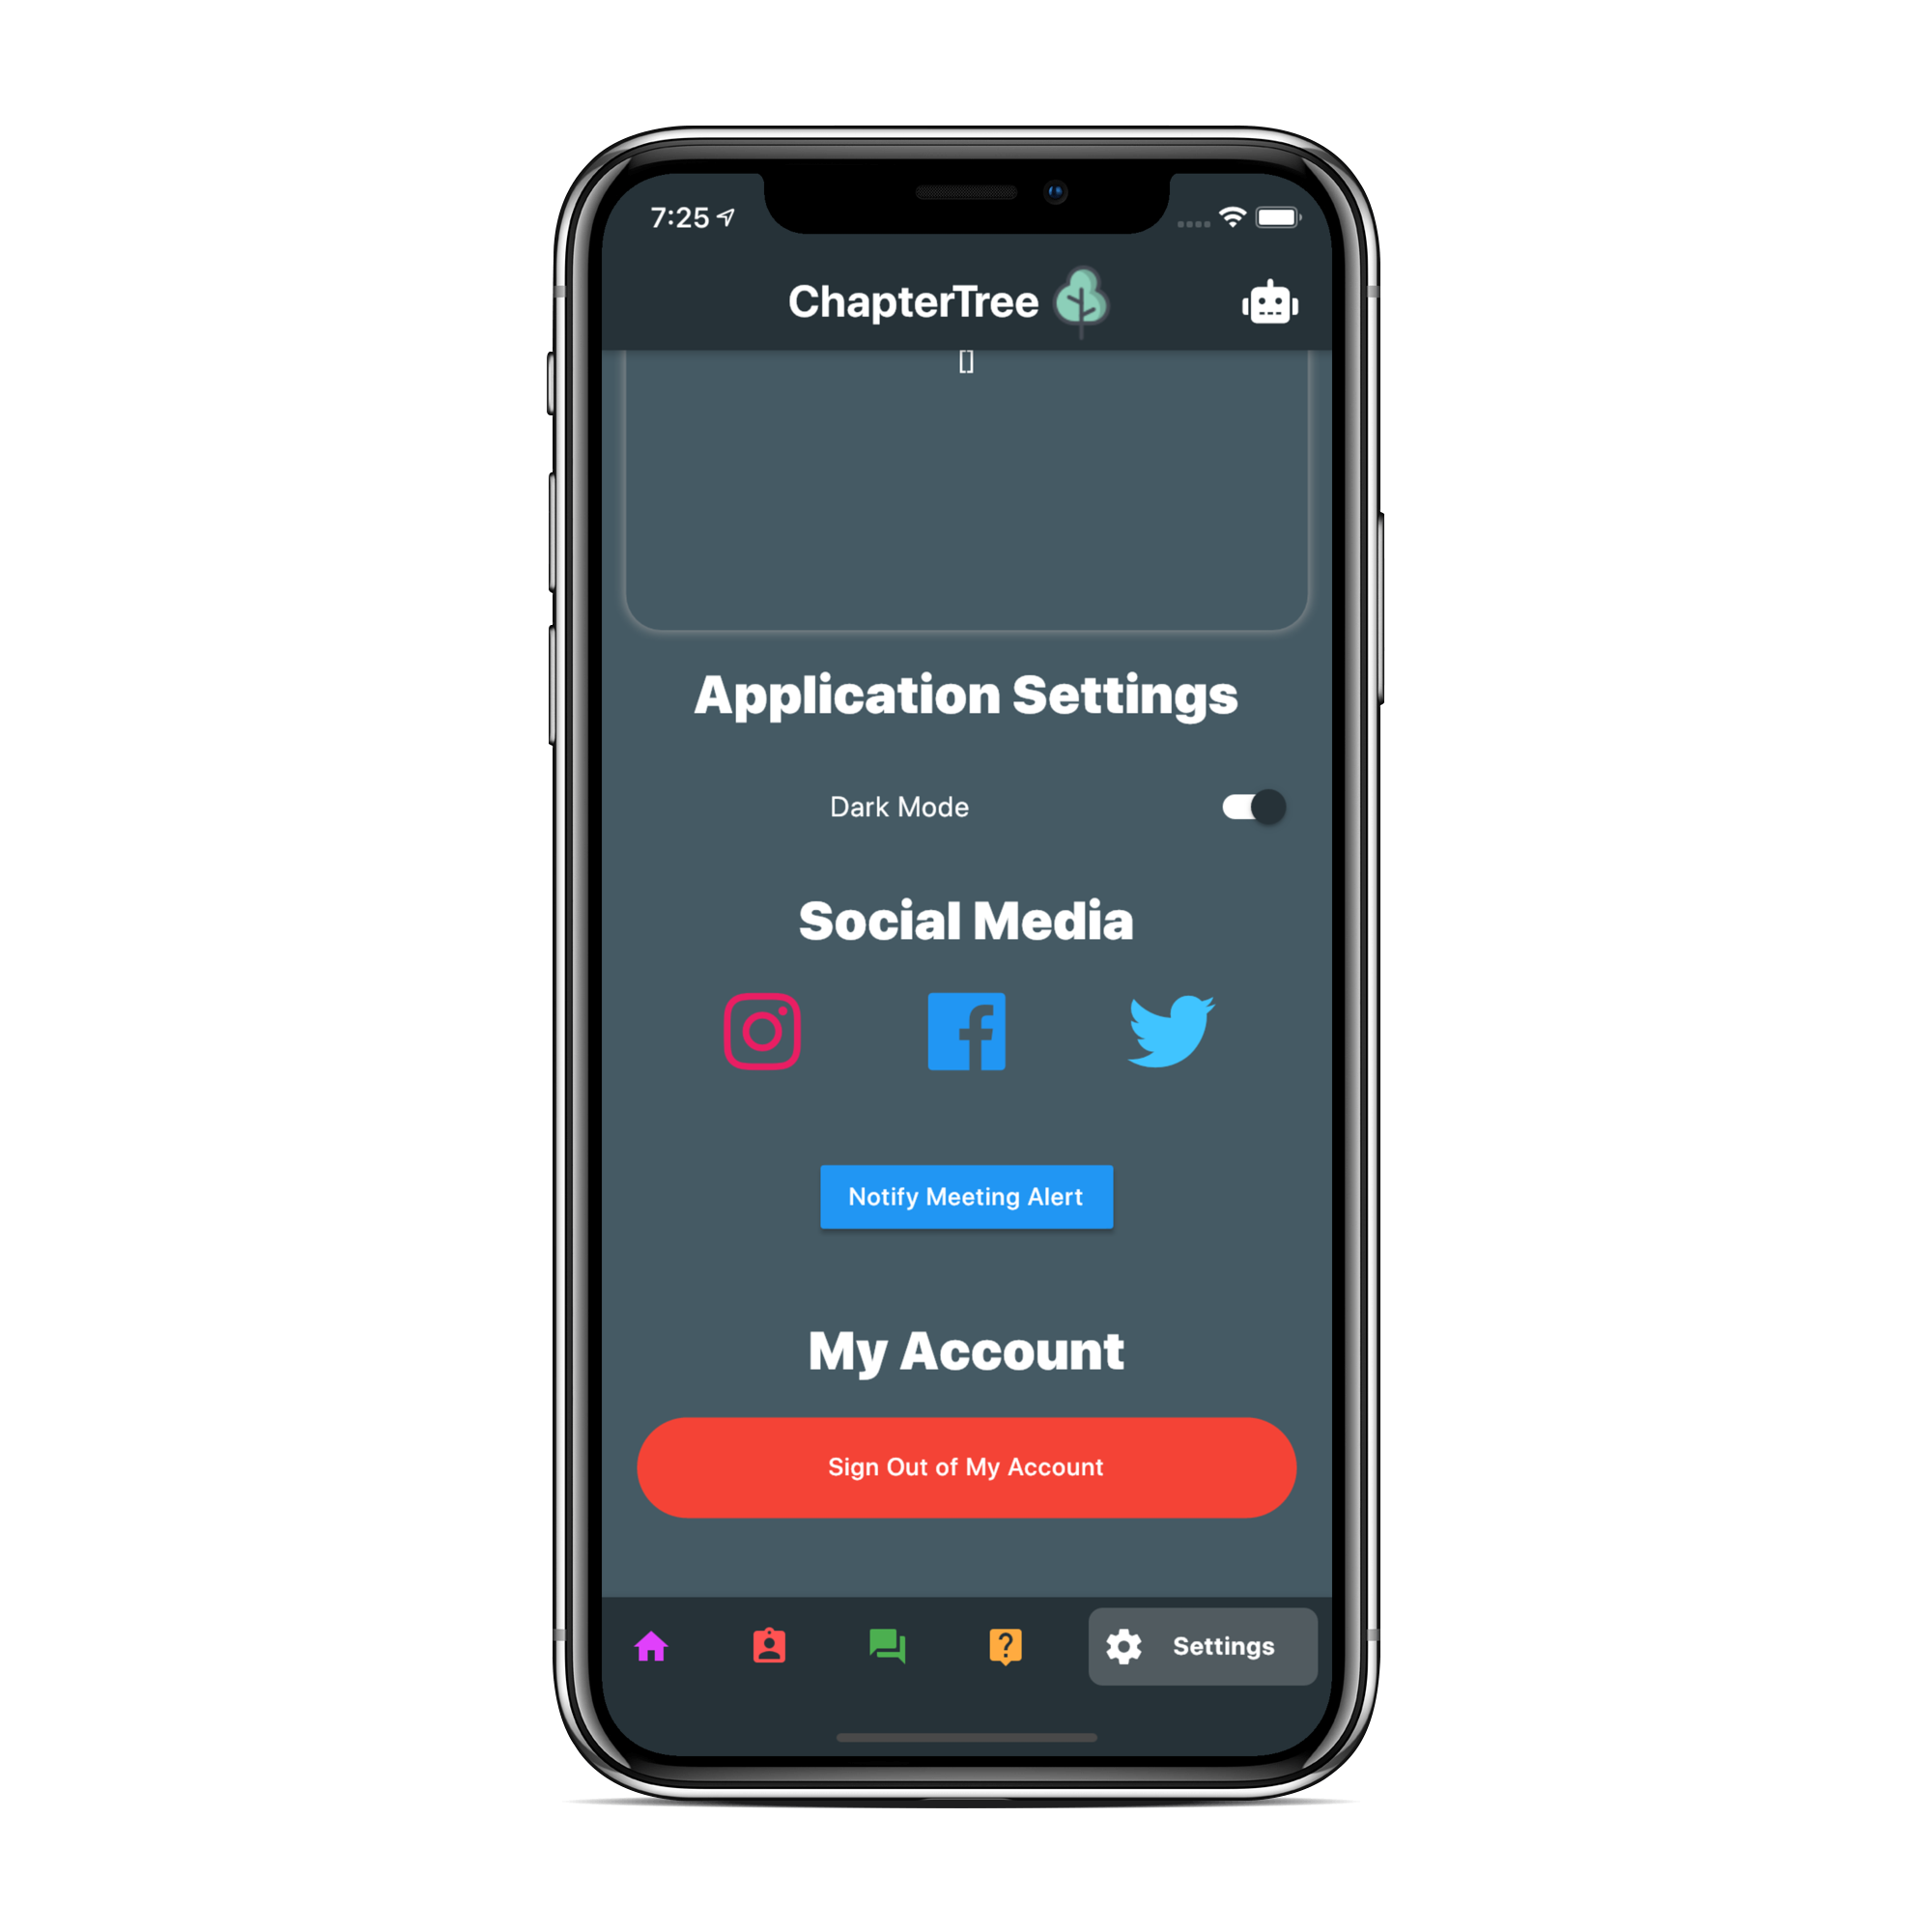 7:25
ChapterTree
[]
Application Settings
Dark Mode
Social Media
Notify Meeting Alert
My Account
Sign Out of My Account
Settings